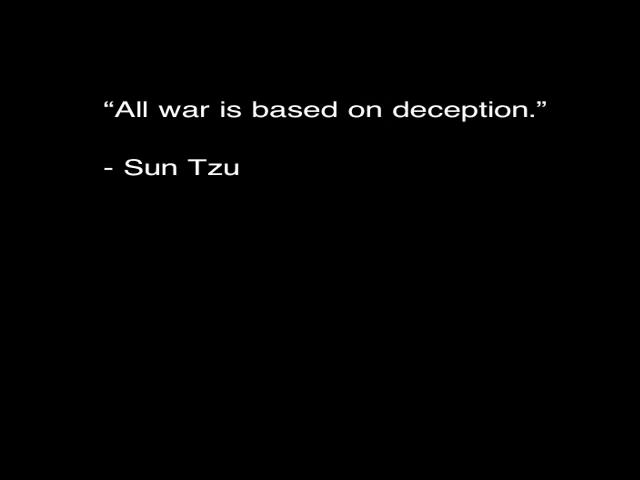 “All war is based on deception.”
- Sun Tzu